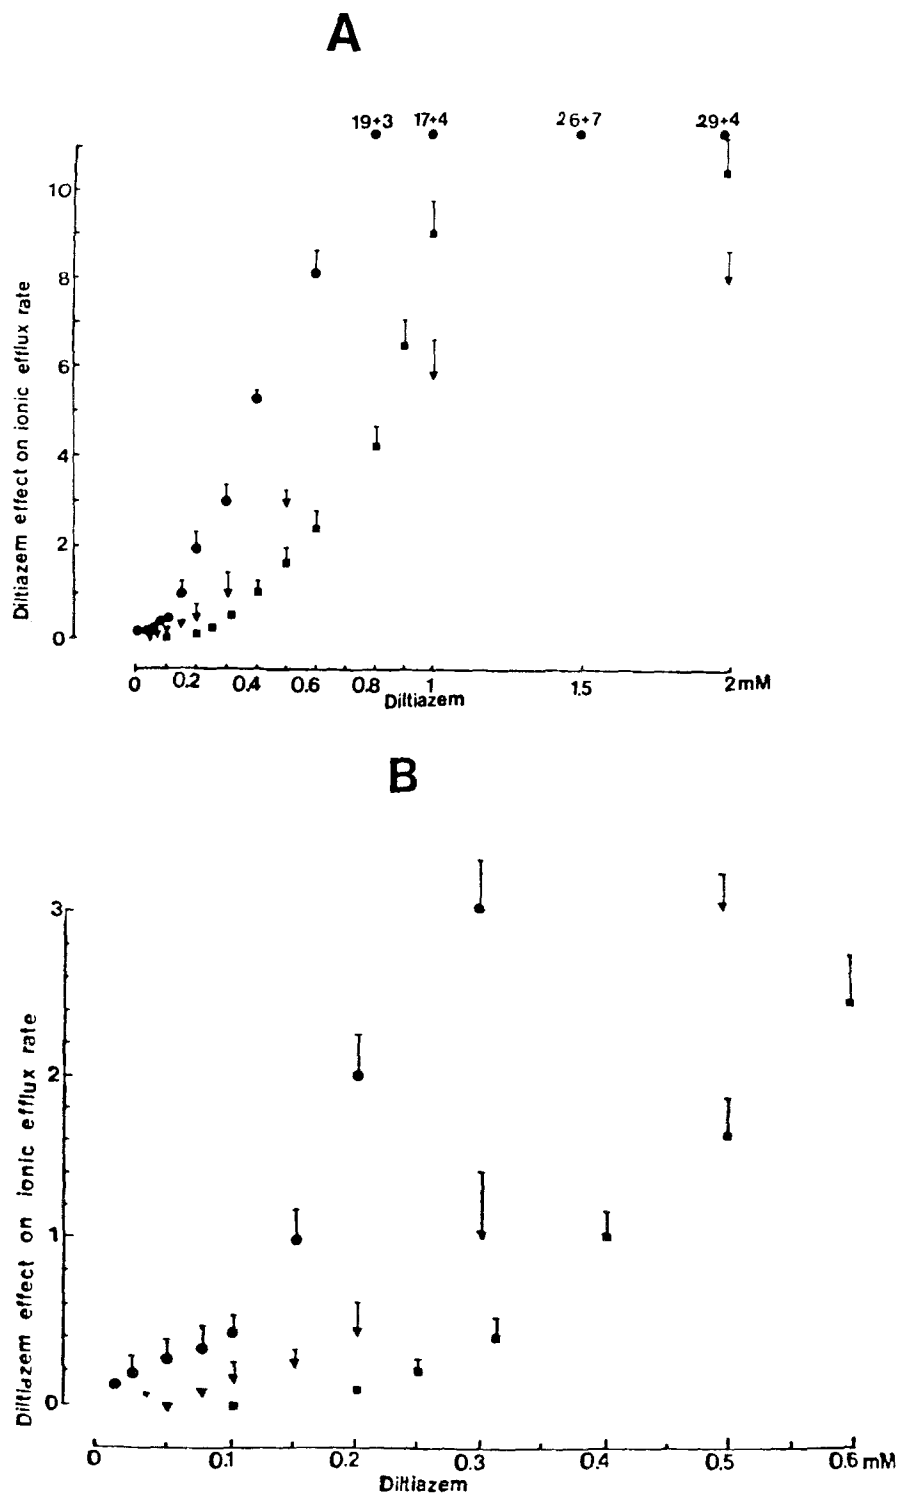 A
19+3 17+4 26+7 29+4
10
8
6
4
2
0
Diltiazem effect on ionic efflux rate
0 0.2 0.4 0.6 0.8 1 1.5 2mM
Diltiazem
B
3
2
1
0
Diltiazem effect on ionic efflux rate
0 0.1 0.2 0.3 0.4 0.5 0.6 mM
Diltiazem